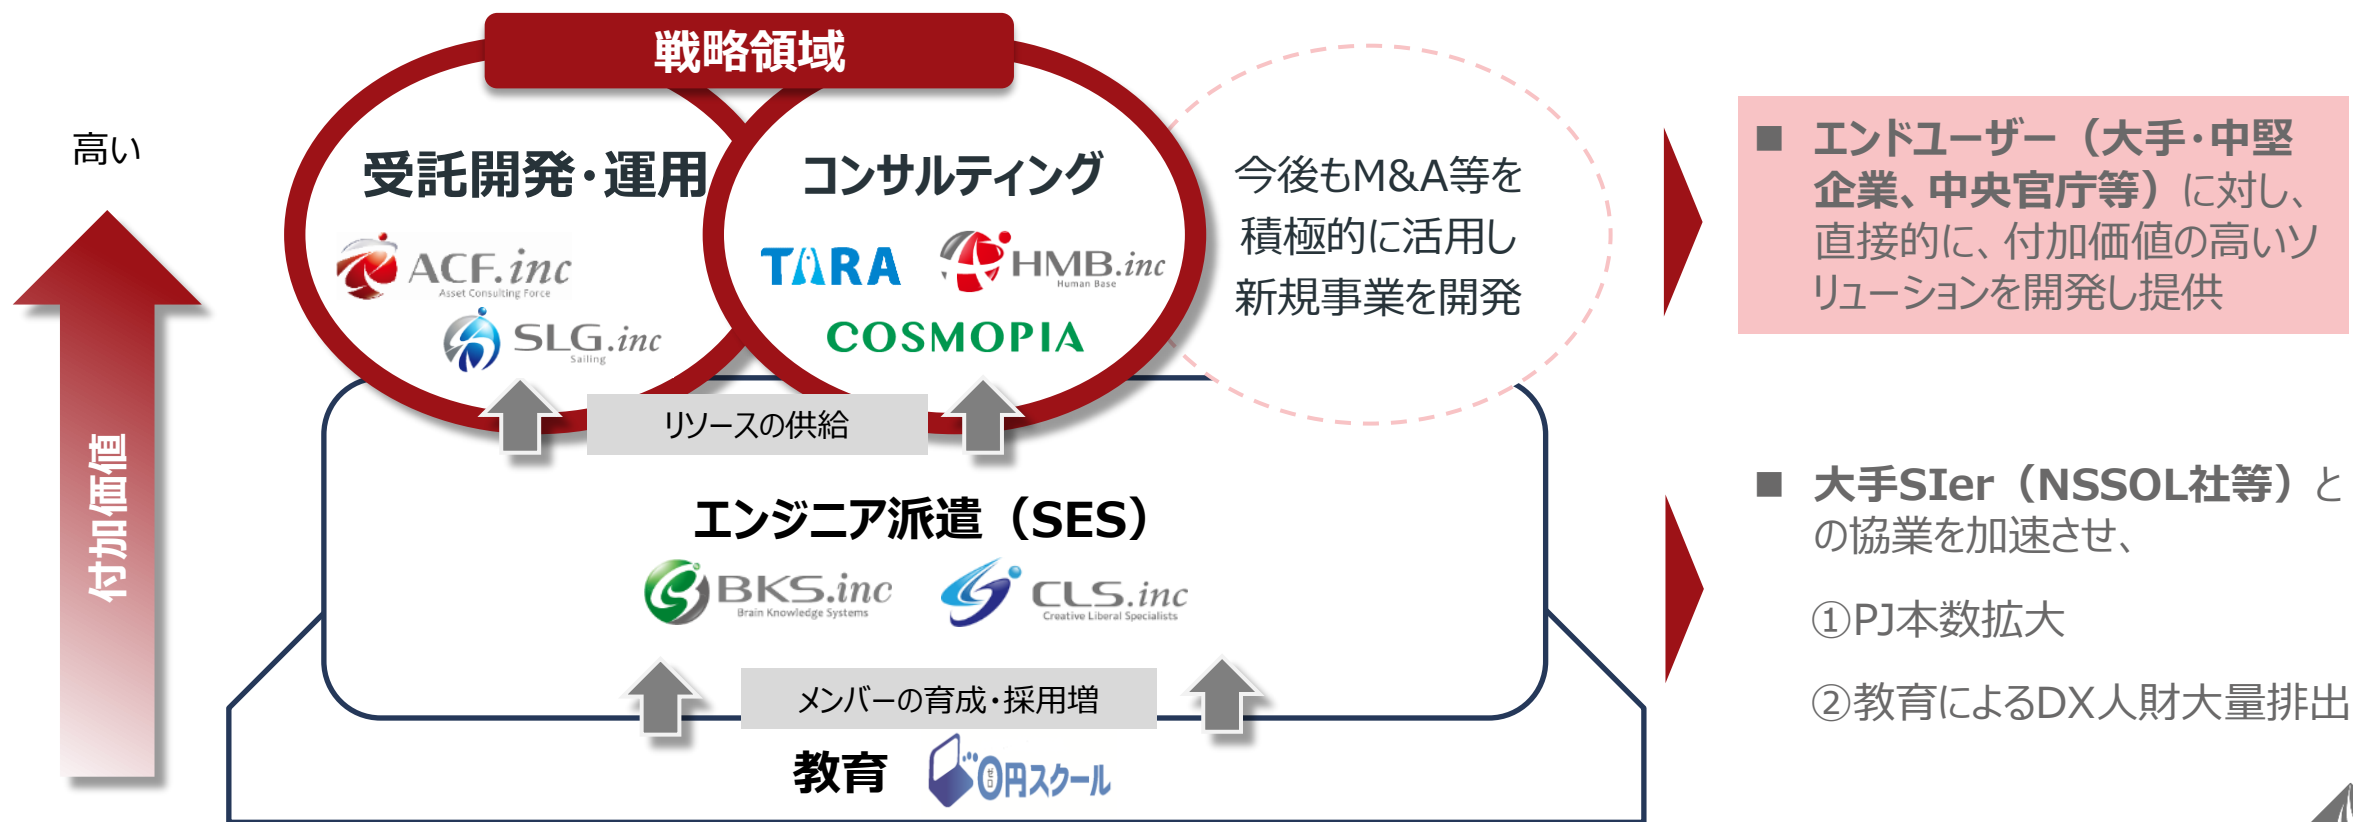 戦略領域
高い
付加価値
受託開発・運用
ACF.inc
Asset Consulting Force
SLG.inc
Sailing
コンサルティング
TARA
HMB.inc
Human Base
COSMOPIA
今後もM&A等を
積極的に活用し
新規事業を開発
リソースの供給
エンジニア派遣（SES）
BKS.inc
Brain Knowledge Systems
CLS.inc
Creative Liberal Specialists
メンバーの育成・採用増
教育
0円スクール
ゼロ
■ エンドユーザー（大手・中堅
企業、中央官庁等）に対し、
直接的に、付加価値の高いソ
リューションを開発し提供
■ 大手SIer（NSSOL社等）と
の協業を加速させ、
①PJ本数拡大
②教育によるDX人財大量排出